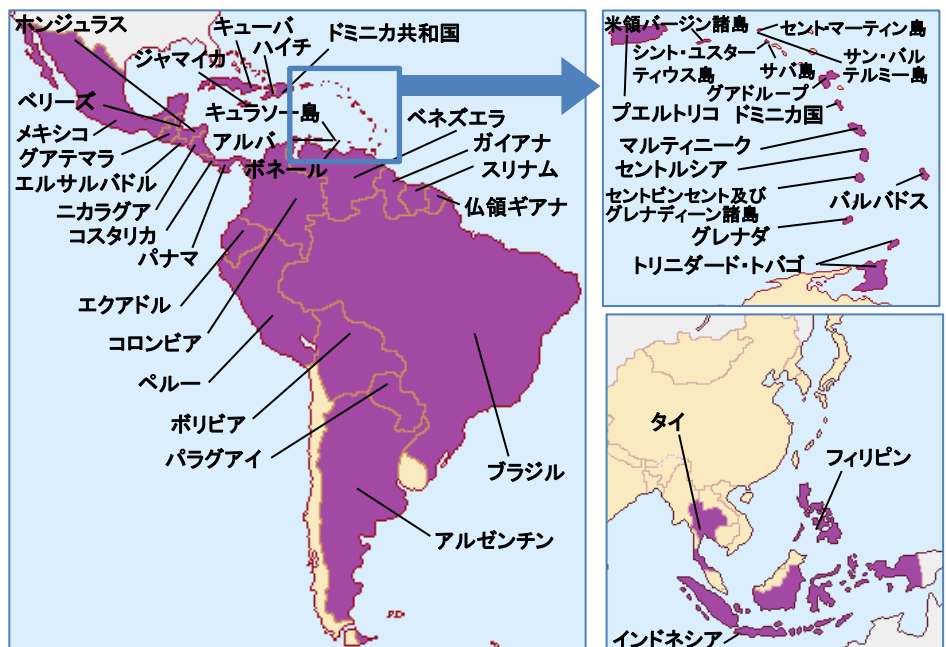 ホンジュラス
キューバ
ハイチ
ドミニカ共和国
ジャマイカ
ベリーズ
キュラソー島
メキシコ
アルバ
ベネズエラ
グアテマラ
ボネール
ガイアナ
エルサルバドル
スリナム
ニカラグア
仏領ギアナ
コスタリカ
パナマ
エクアドル
コロンビア
ペルー
ボリビア
パラグアイ
ブラジル
アルゼンチン
米領バージン諸島
セントマーティン島
シント・ユスター
ティウス島
サバ島
サン・バル
テルミー島
グアドループ
プエルトリコ
ドミニカ国
マルティニーク
セントルシア
セントビンセント及び
グレナディーン諸島
バルバドス
グレナダ
トリニダード・トバゴ
タイ
フィリピン
インドネシア